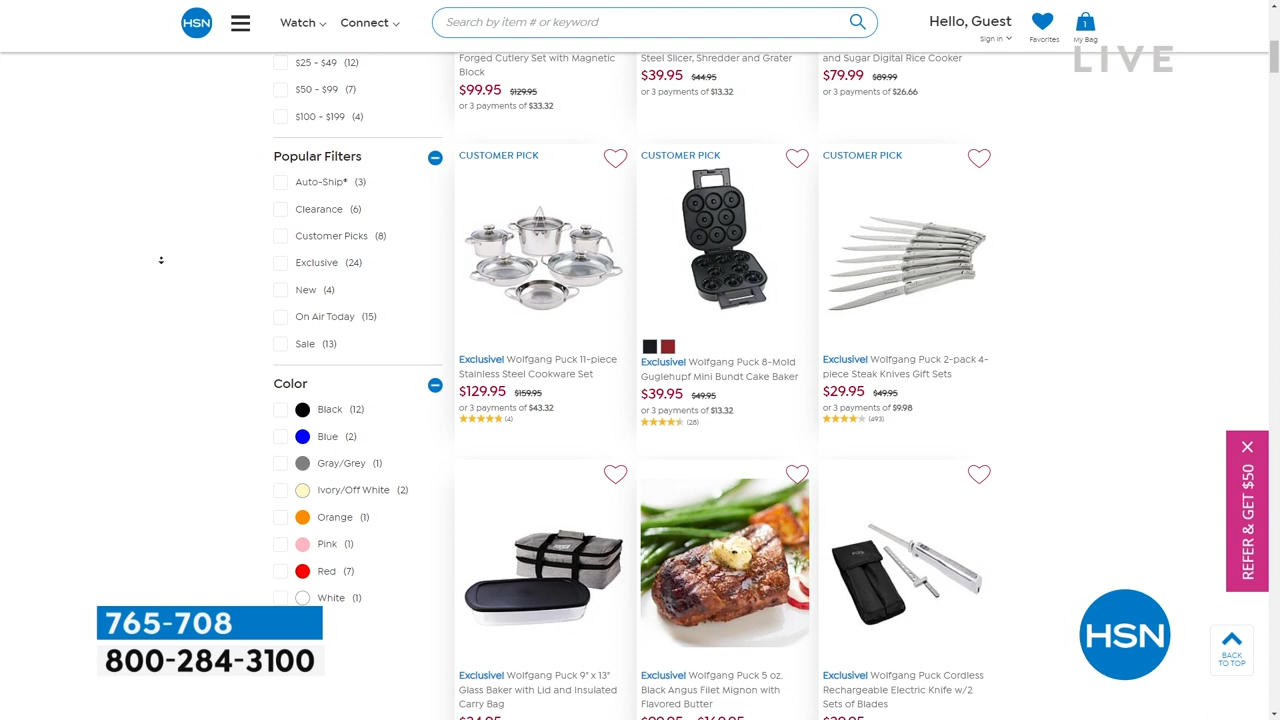 HSN
Watch
Connect
Search by item # or keyword
Hello, Guest
Sign In
Favorites
1
My Bag
LIVE
$25 - $49 (12)
$50 - $99 (7)
$100 - $199 (4)
Popular Filters
Auto-Ship® (3)
Clearance (6)
Customer Picks (8)
Exclusive (24)
New (4)
On Air Today (15)
Sale (13)
Color
Black (12)
Blue (2)
Gray/Grey (1)
Ivory/Off White (2)
Orange (1)
Pink (1)
Red (7)
White (1)
Forged Cutlery Set with Magnetic
Block
$99.95 $129.95
or 3 payments of $33.32
Steel Slicer, Shredder and Grater
$39.95 $44.95
or 3 payments of $13.32
and Sugar Digital Rice Cooker
$79.99 $89.99
or 3 payments of $26.66
CUSTOMER PICK
Exclusive! Wolfgang Puck 11-piece
Stainless Steel Cookware Set
$129.95 $159.95
or 3 payments of $43.32
(4)
CUSTOMER PICK
Exclusive! Wolfgang Puck 8-Mold
Guglehupf Mini Bundt Cake Baker
$39.95 $49.95
or 3 payments of $13.32
(28)
CUSTOMER PICK
Exclusive! Wolfgang Puck 2-pack 4-
piece Steak Knives Gift Sets
$29.95 $49.95
or 3 payments of $9.98
(493)
Exclusive! Wolfgang Puck 9" x 13"
Glass Baker with Lid and Insulated
Carry Bag
Exclusive! Wolfgang Puck 5 oz.
Black Angus Filet Mignon with
Flavored Butter
Exclusive! Wolfgang Puck Cordless
Rechargeable Electric Knife w/2
Sets of Blades
REFER & GET $50
765-708
800-284-3100
HSN
BACK
TO TOP